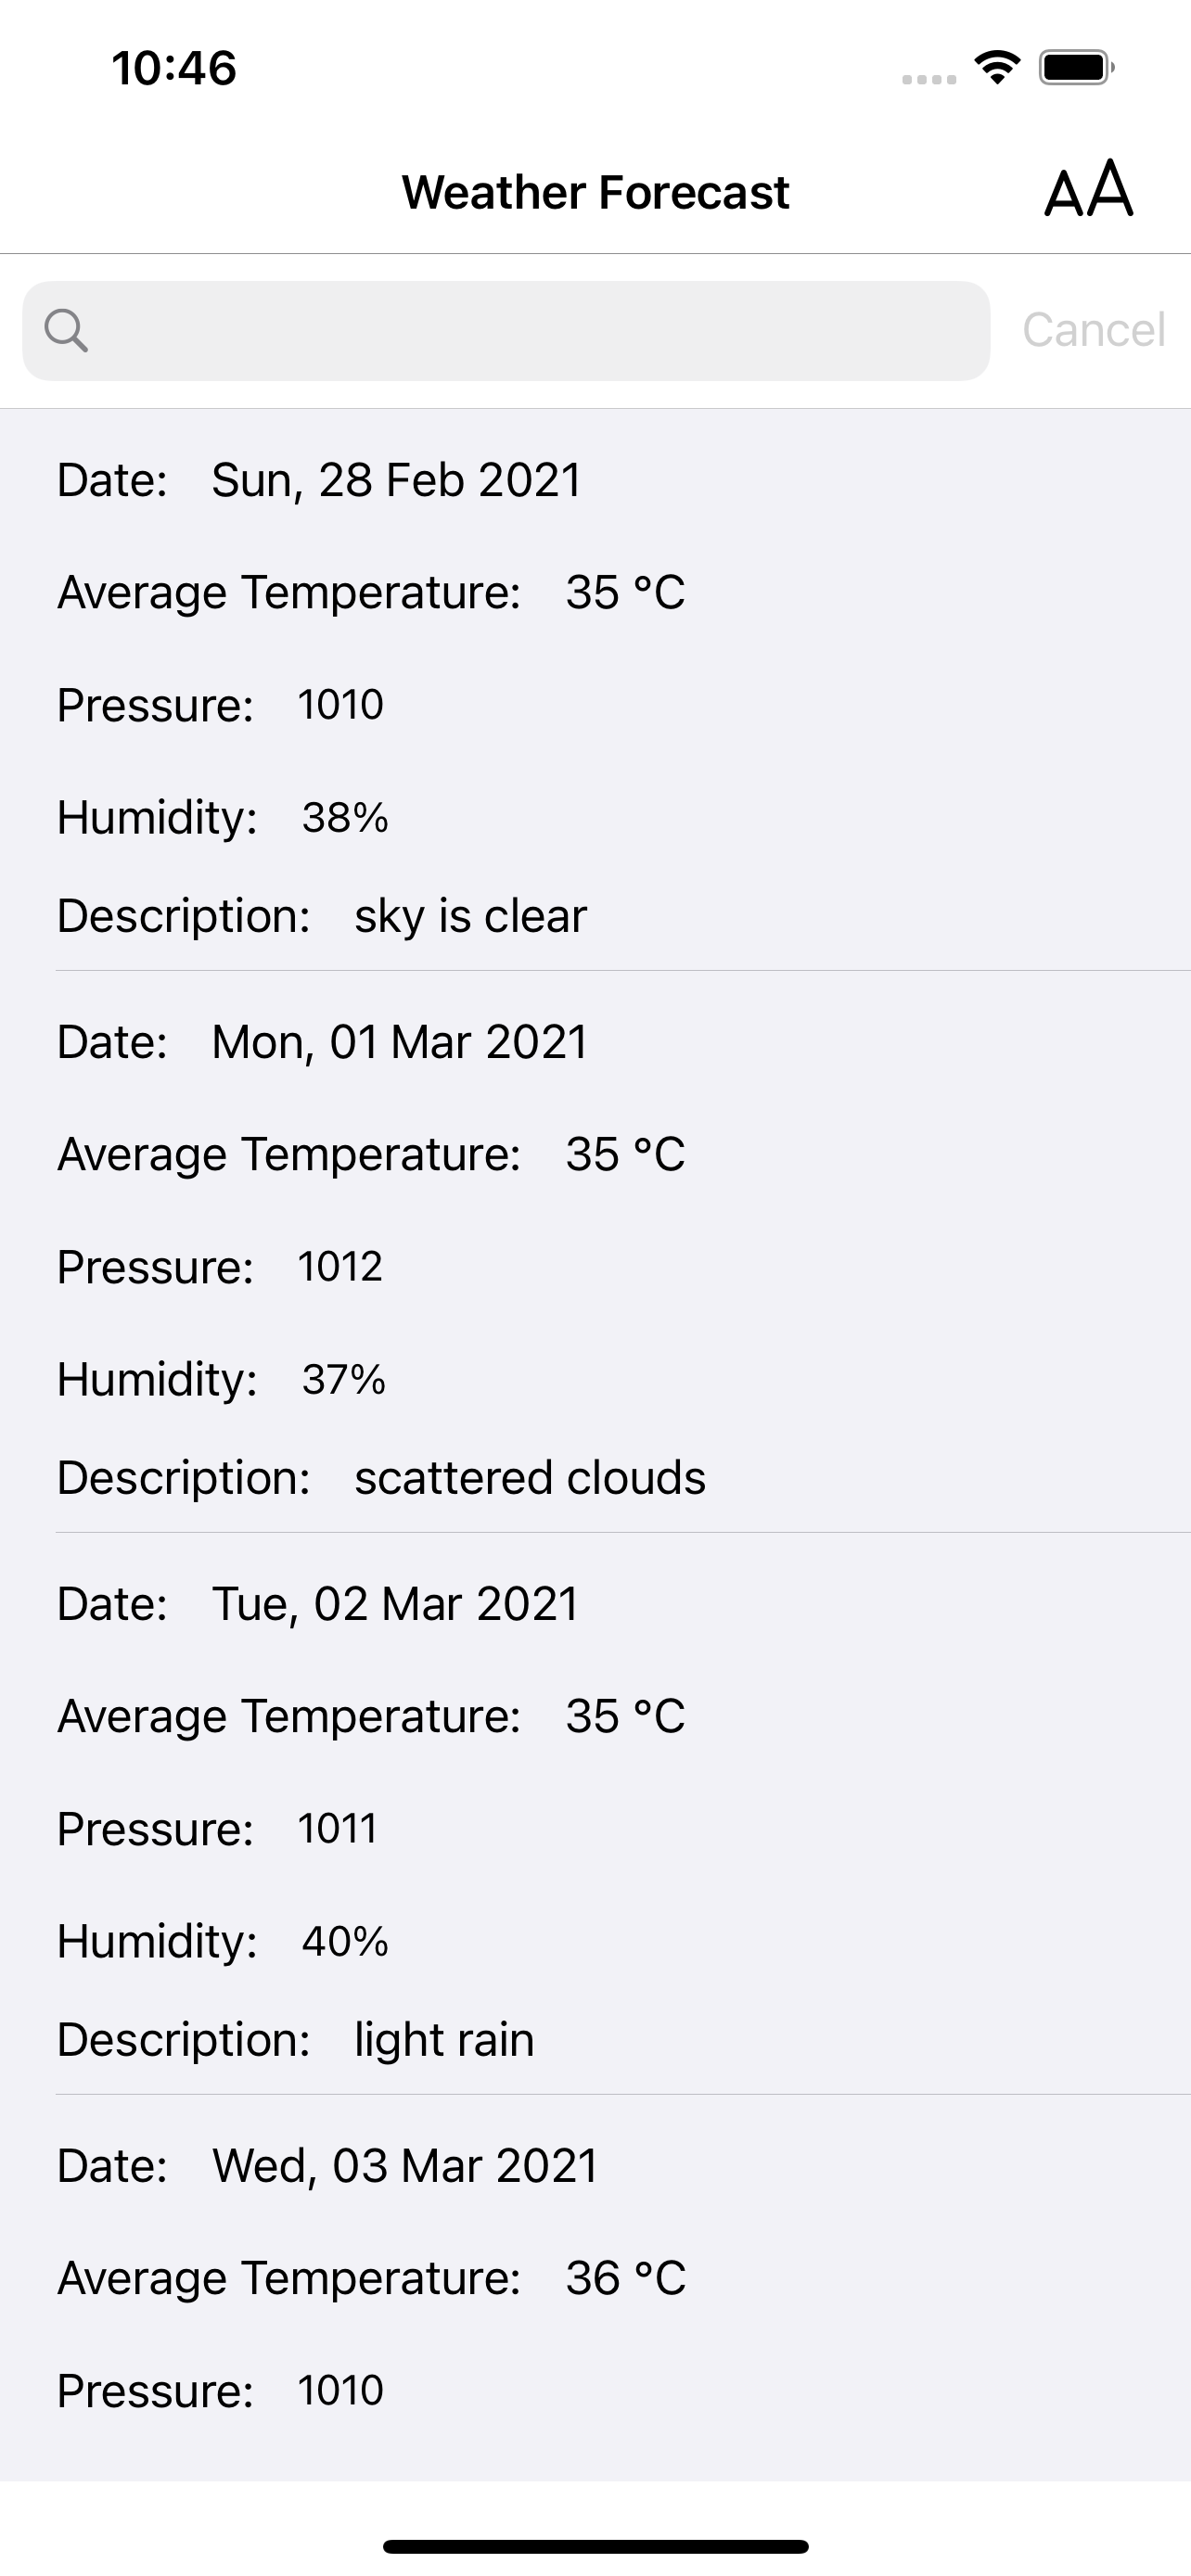 10:46
Weather Forecast
AA
Cancel
Date: Sun, 28 Feb 2021
Average Temperature: 35 °C
Pressure: 1010
Humidity: 38%
Description: sky is clear
Date: Mon, 01 Mar 2021
Average Temperature: 35 °C
Pressure: 1012
Humidity: 37%
Description: scattered clouds
Date: Tue, 02 Mar 2021
Average Temperature: 35 °C
Pressure: 1011
Humidity: 40%
Description: light rain
Date: Wed, 03 Mar 2021
Average Temperature: 36 °C
Pressure: 1010